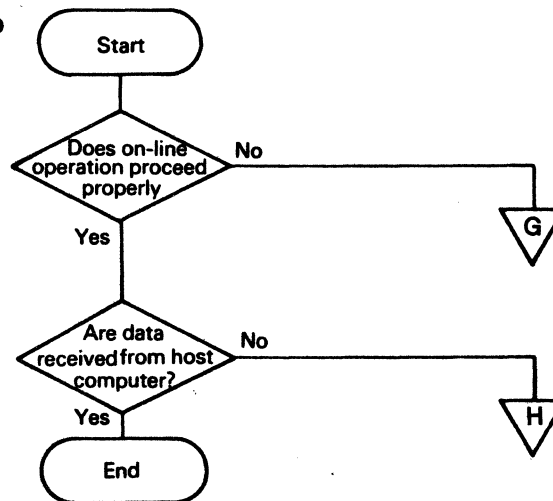 Start
Does on-line
operation proceed
properly
No
G
Yes
Are data
received from host
computer?
No
H
Yes
End